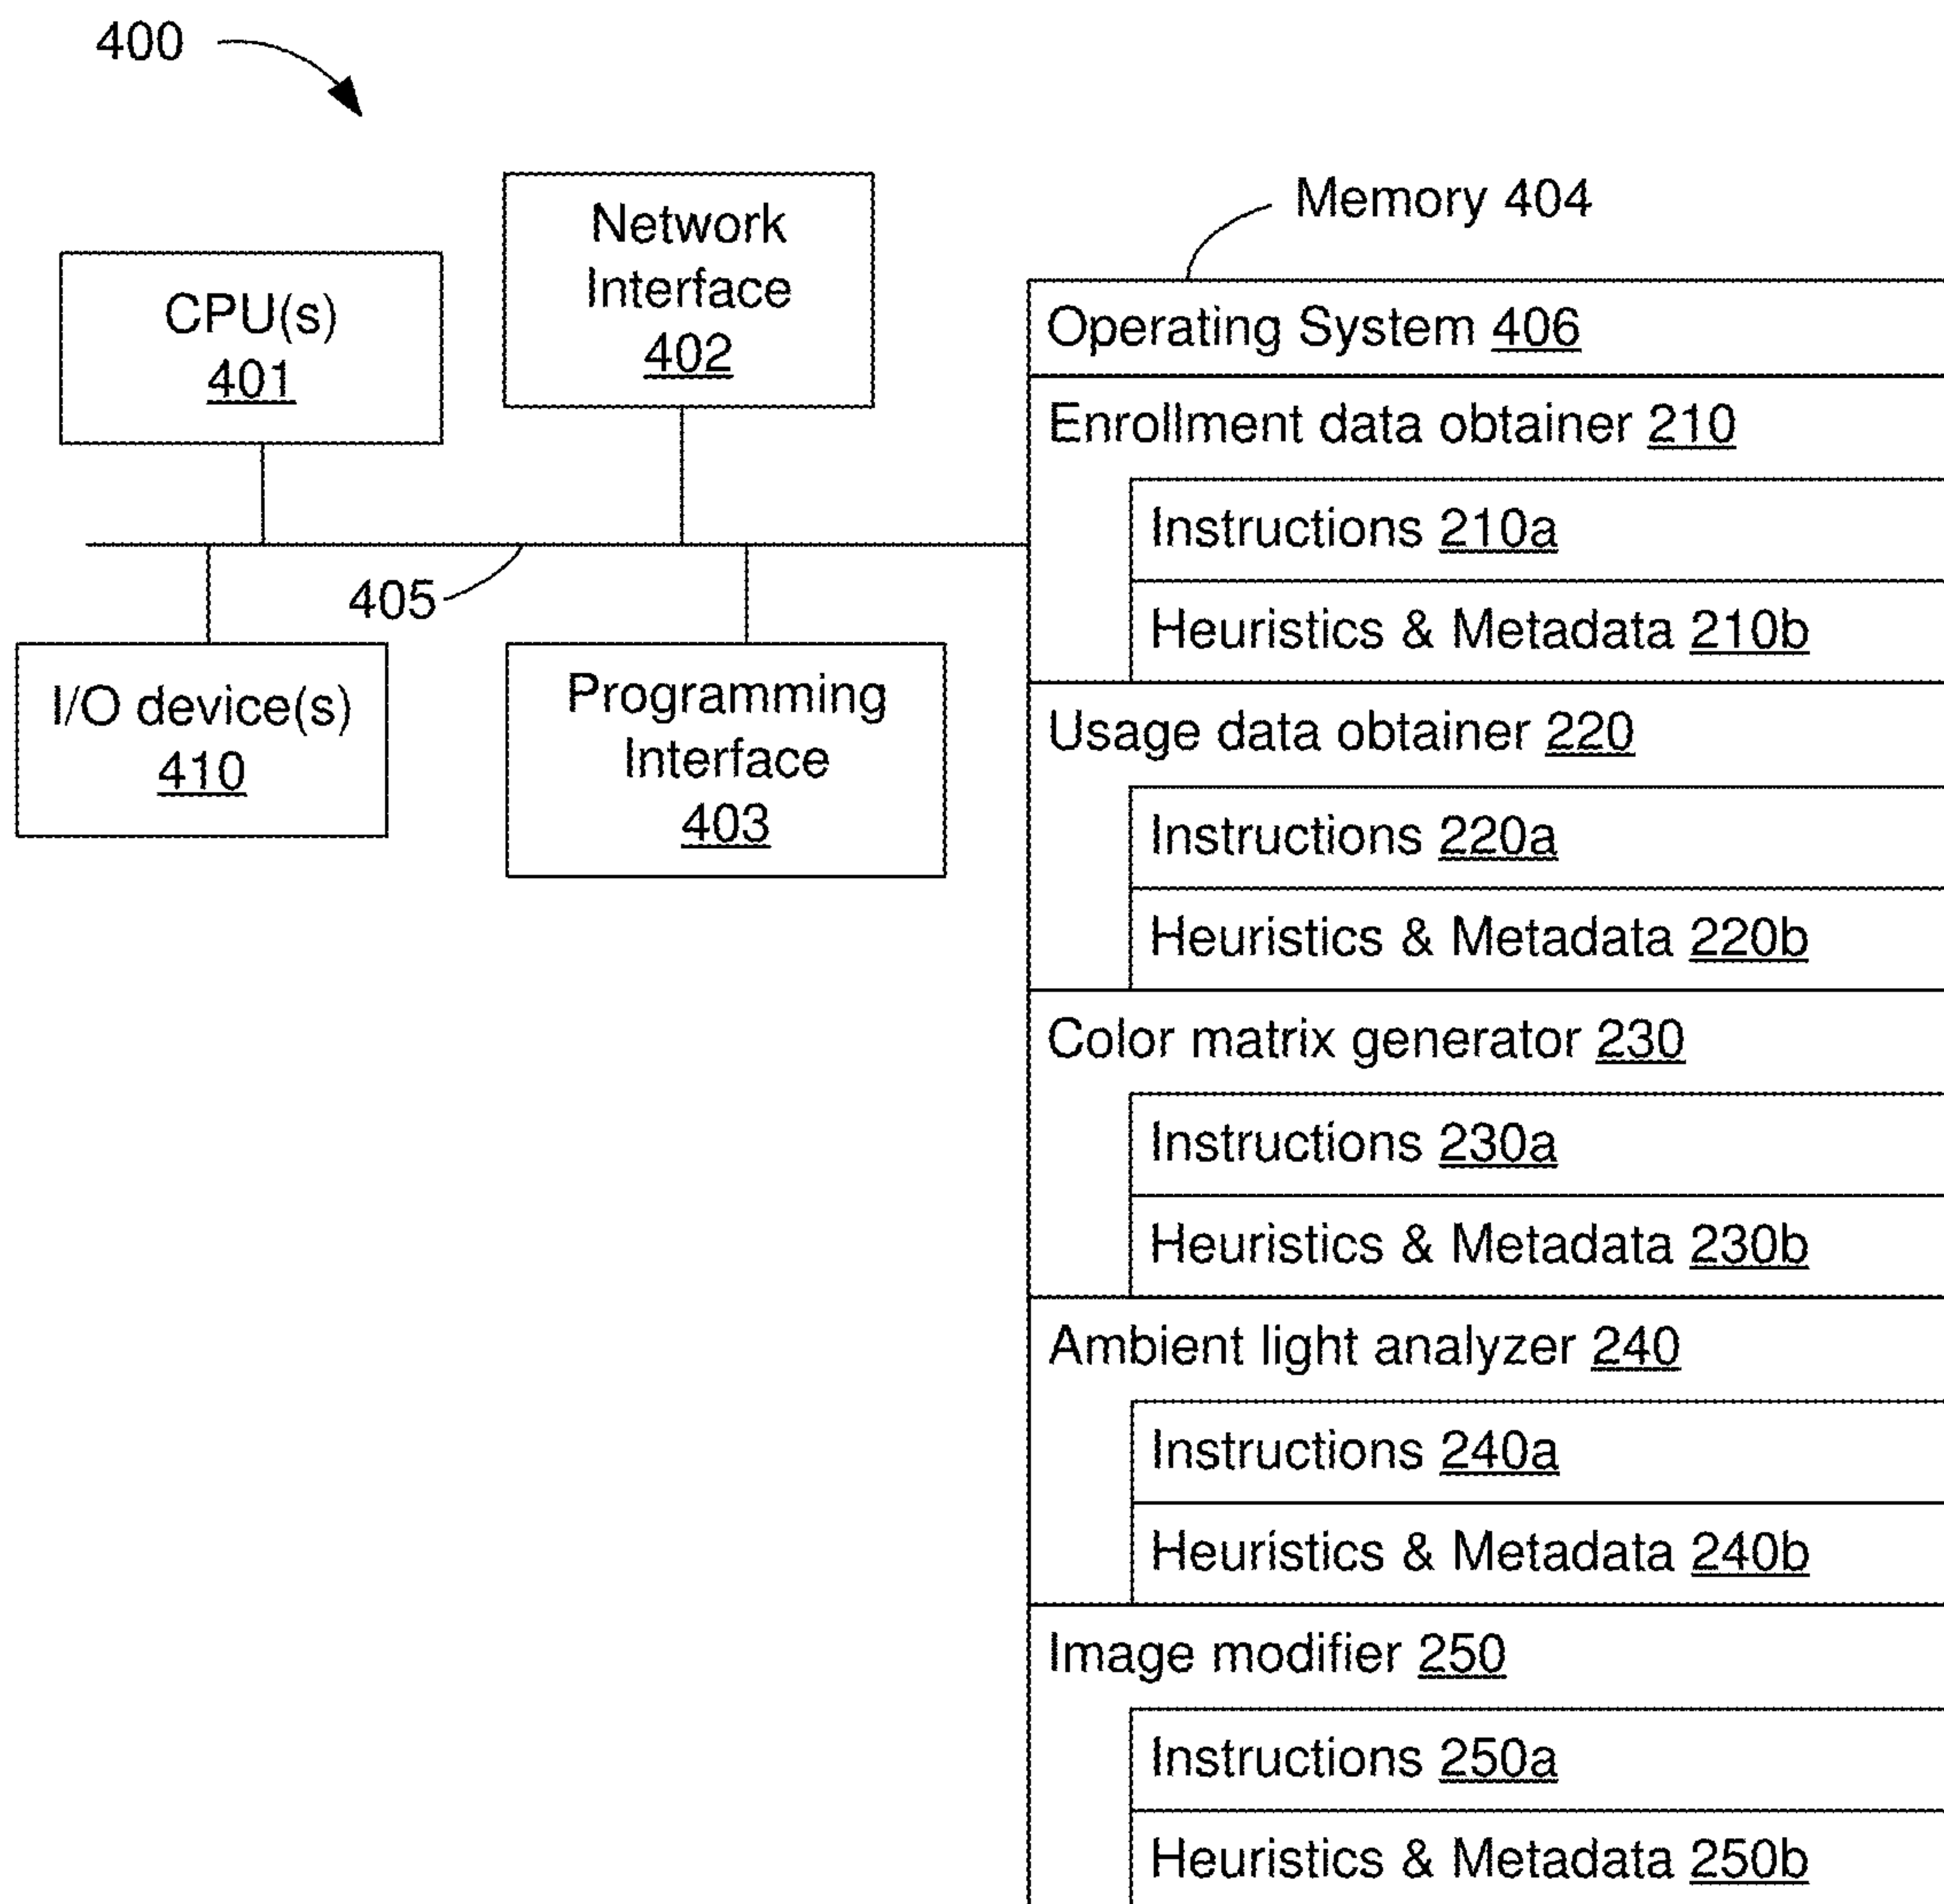 400
Network
Interface
402
CPU(s)
401
405
I/O device(s)
410
Programming
Interface
403
Memory 404
Operating System 406
Enrollment data obtainer 210
Instructions 210a
Heuristics & Metadata 210b
Usage data obtainer 220
Instructions 220a
Heuristics & Metadata 220b
Color matrix generator 230
Instructions 230a
Heuristics & Metadata 230b
Ambient light analyzer 240
Instructions 240a
Heuristics & Metadata 240b
Image modifier 250
Instructions 250a
Heuristics & Metadata 250b